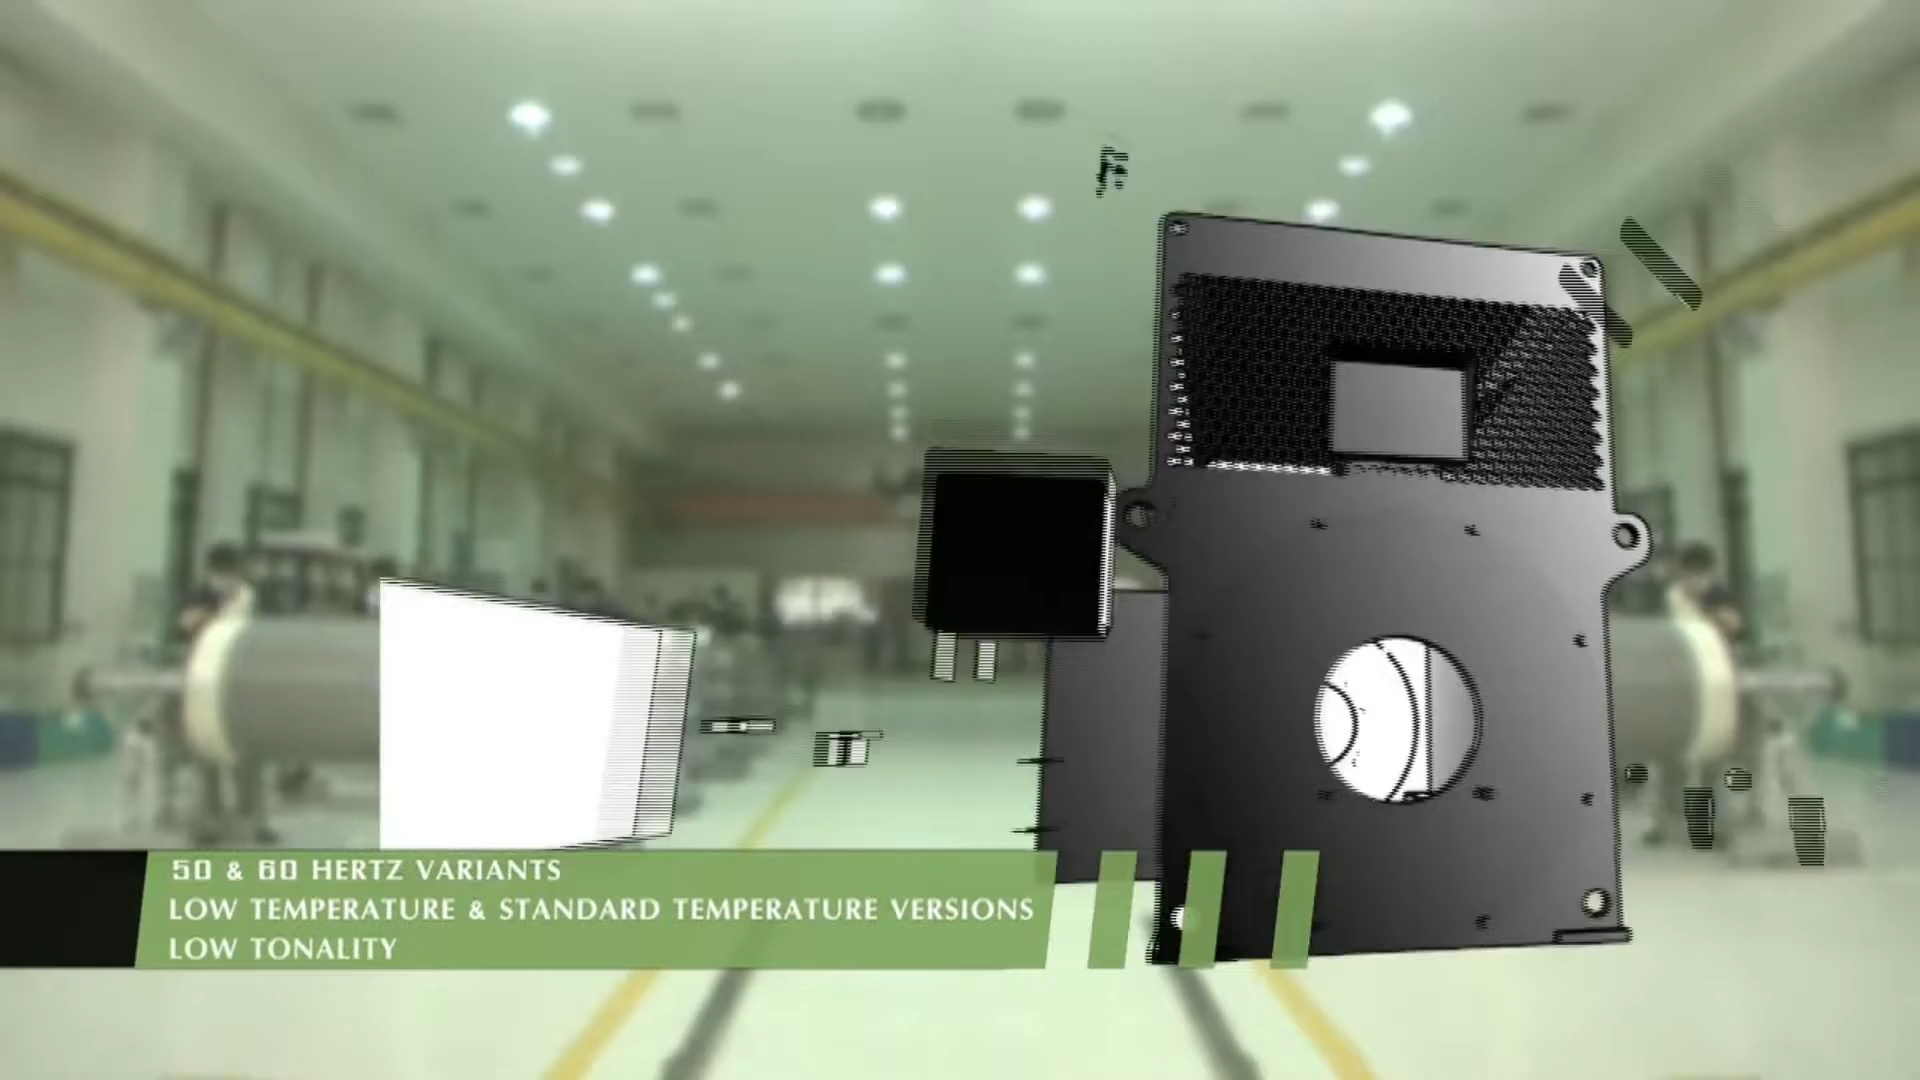 50 & 60 HERTZ VARIANTS
LOW TEMPERATURE & STANDARD TEMPERATURE VERSIONS
LOW TONALITY